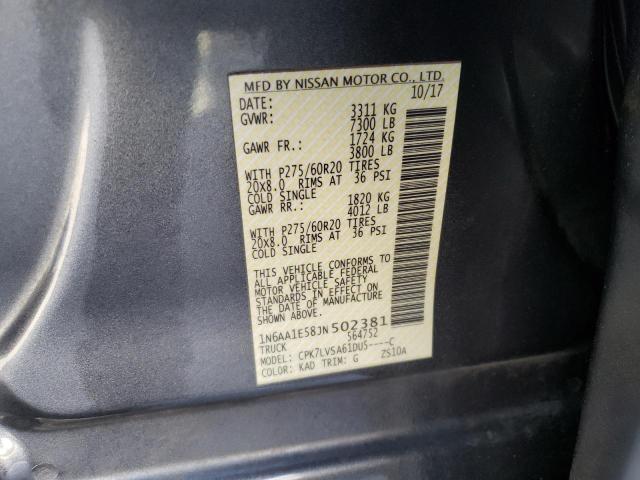 MFD BY NISSAN MOTOR CO., LTD.
DATE: 10/17
GVWR: 3311 KG
7300 LB
GAWR FR.: 1724 KG
3800 LB
WITH P275/60R20 TIRES
20X8.0 RIMS AT 36 PSI
COLD SINGLE
GAWR RR.: 1820 KG
4012 LB
WITH P275/60R20 TIRES
20X8.0 RIMS AT 36 PSI
COLD SINGLE
THIS VEHICLE CONFORMS TO
ALL APPLICABLE FEDERAL
MOTOR VEHICLE SAFETY
STANDARDS IN EFFECT ON
THE DATE OF MANUFACTURE
SHOWN ABOVE.
1N6AA1E58JN502381
TRUCK 564752
MODEL: CPK7LVSA61DU5----C
COLOR: KAD TRIM: G ZS10A